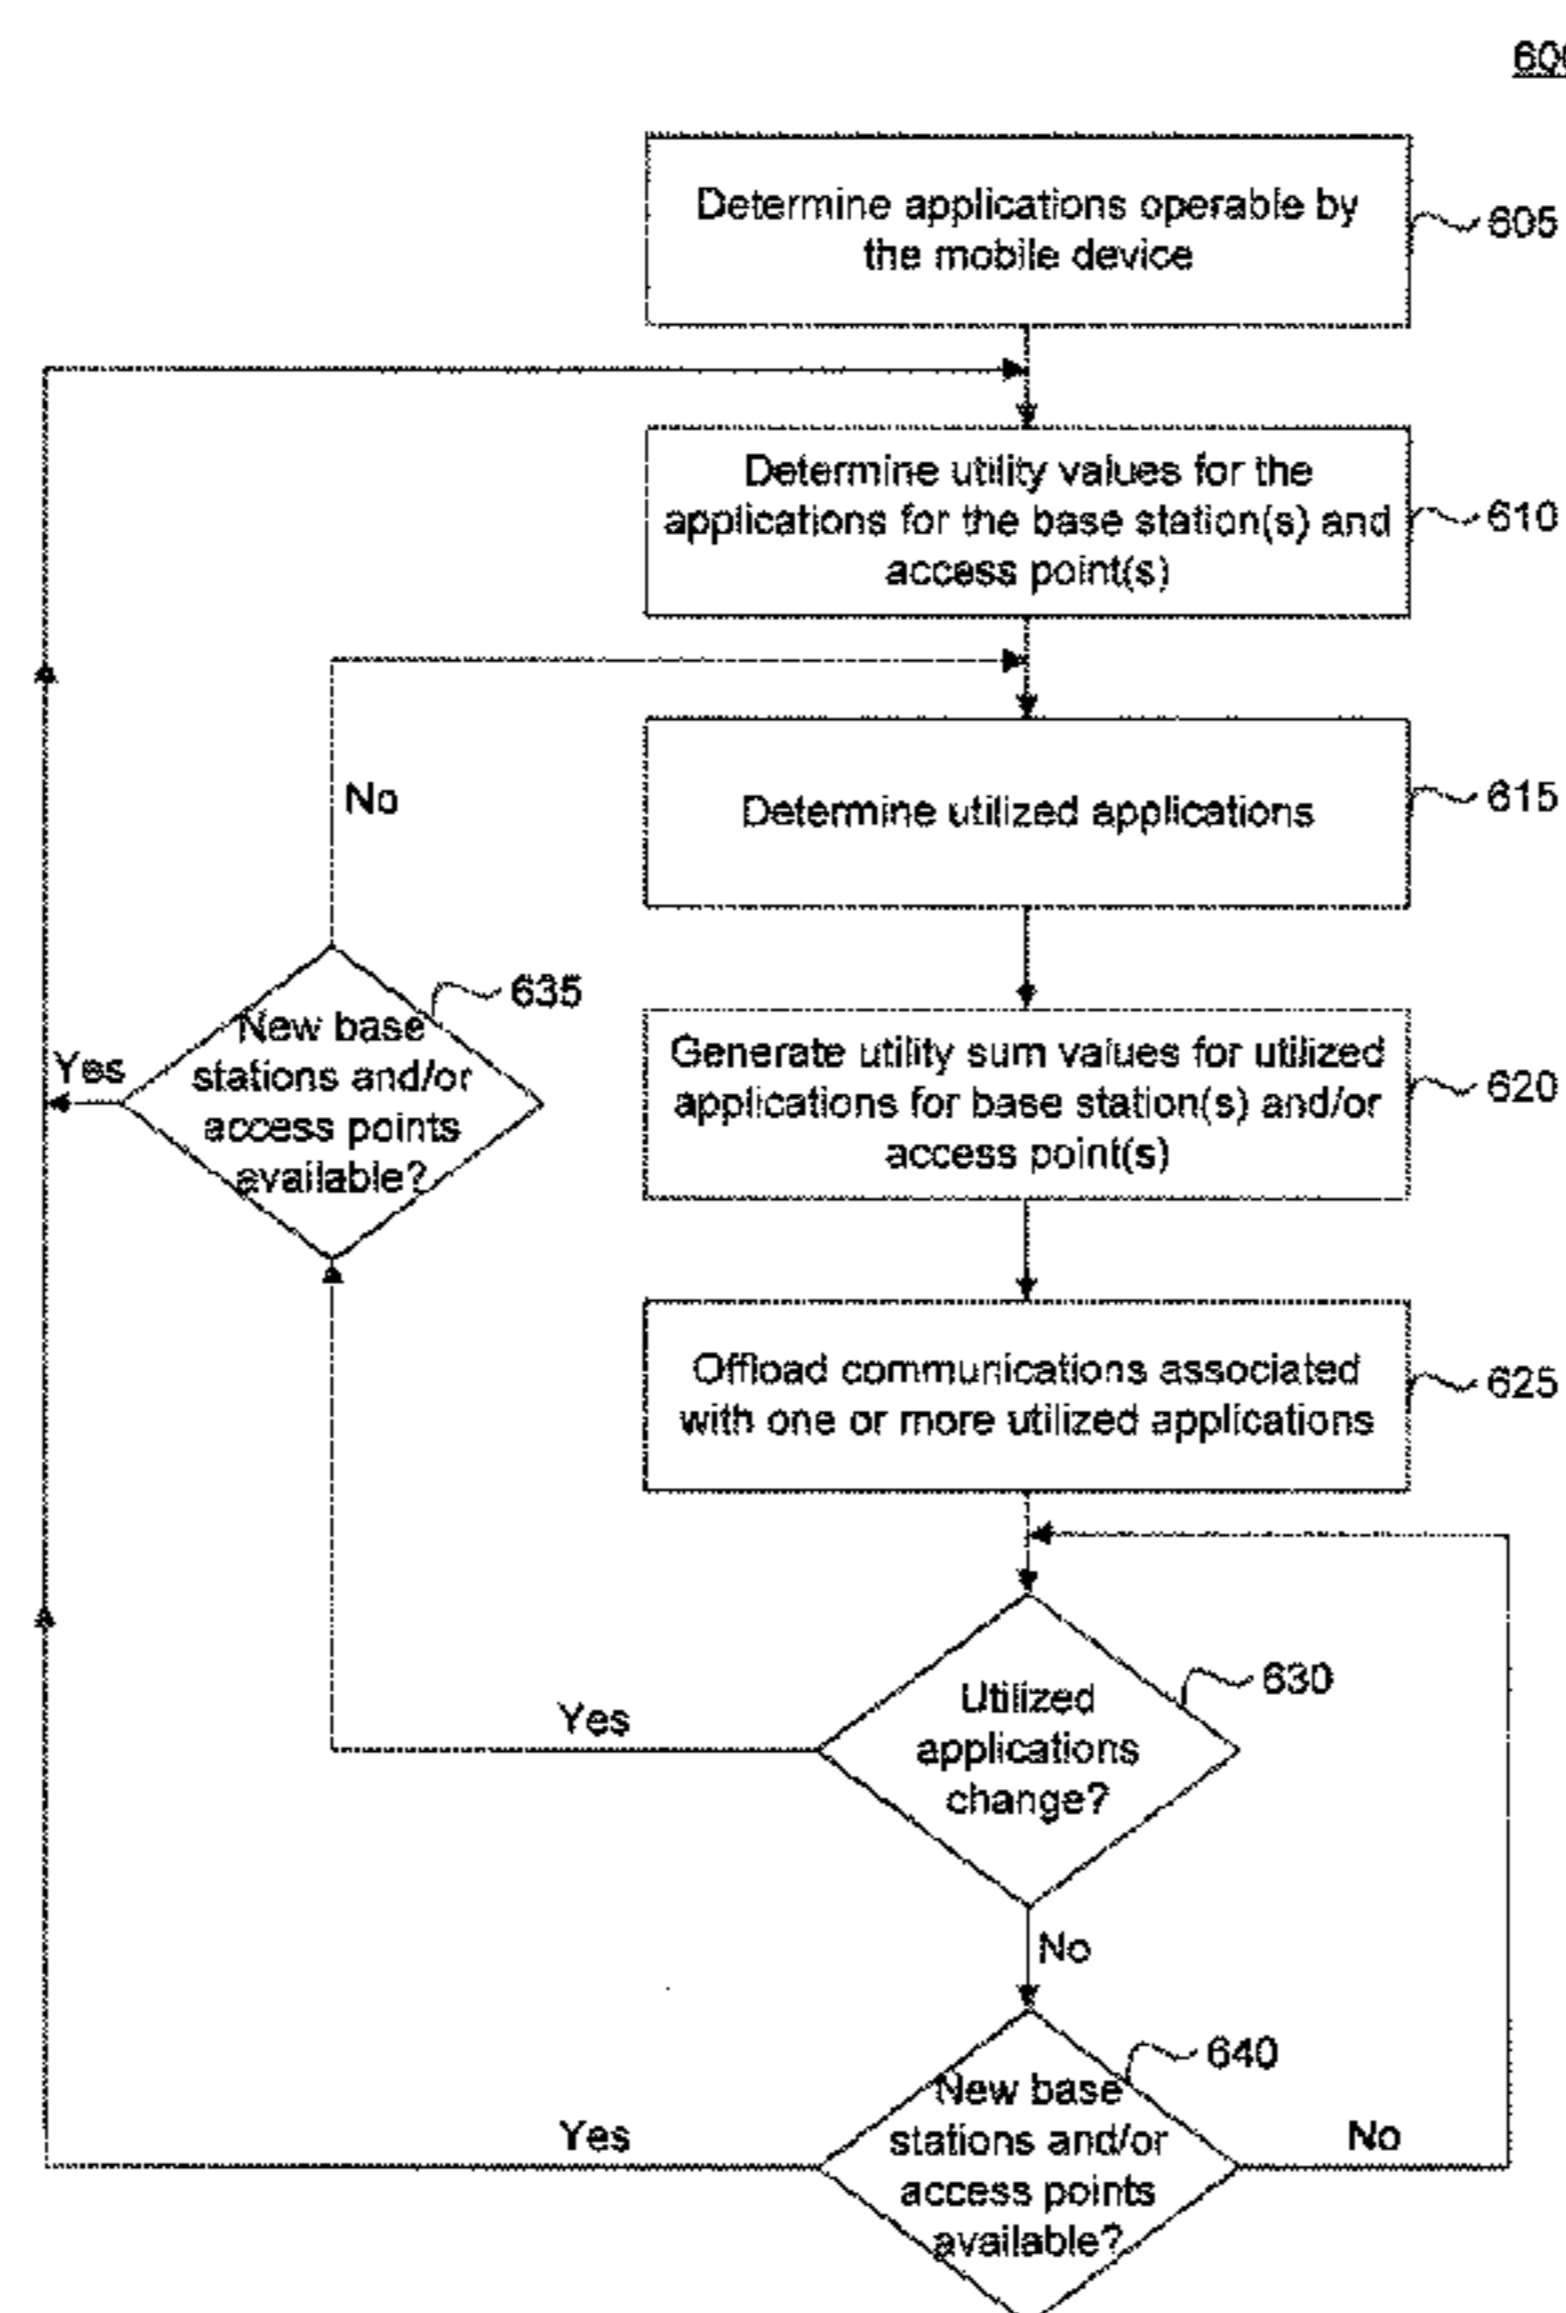 Determine applications operable by
the mobile device
605
Determine utility values for the
applications for the base station(s) and
access point(s)
610
Determine utilized applications
615
No
635
New base
stations and/or
access points
available?
Yes
Generate utility sum values for utilized
applications for base station(s) and/or
access point(s)
620
Offload communications associated
with one or more utilized applications
625
Utilized
applications
change?
630
Yes
No
New base
stations and/or
access points
available?
640
Yes
No